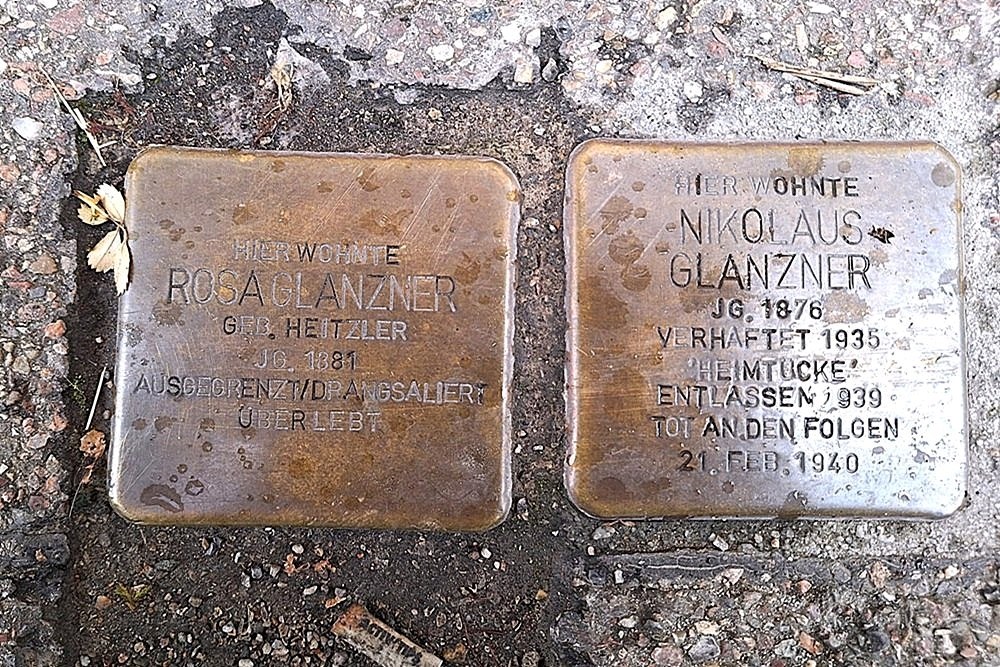 HIER WOHNTE
ROSA GLANZNER
GEB. HEITZLER
JG. 1881
AUSGEGRENZT/DRANGSALIERT
ÜBERLEBT
HIER WOHNTE
NIKOLAUS
GLANZNER
JG. 1876
VERHAFTET 1935
'HEIMTÜCKE'
ENTLASSEN 1939
TOT AN DEN FOLGEN
21. FEB. 1940